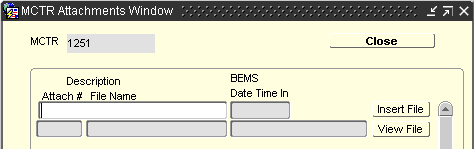 MCTR Attachments Window
MCTR 1251 Close
Description BEMS
Attach # File Name Date Time In
Insert File
View File